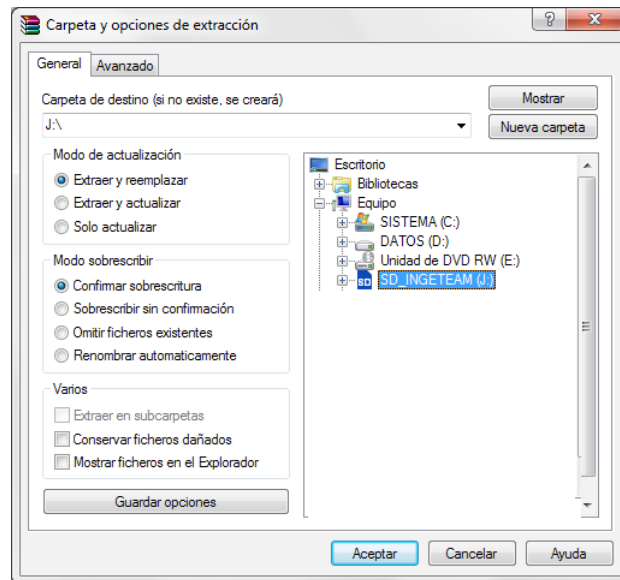 Carpeta y opciones de extracción
General
Avanzado
Carpeta de destino (si no existe, se creará)
Mostrar
J:\
Nueva carpeta
Modo de actualización
Extraer y reemplazar
Extraer y actualizar
Solo actualizar
Modo sobrescribir
Confirmar sobrescritura
Sobrescribir sin confirmación
Omitir ficheros existentes
Renombrar automaticamente
Varios
Extraer en subcarpetas
Conservar ficheros dañados
Mostrar ficheros en el Explorador
Guardar opciones
Escritorio
Bibliotecas
Equipo
SISTEMA (C:)
DATOS (D:)
Unidad de DVD RW (E:)
SD SD_INGETEAM (J:)
Aceptar
Cancelar
Ayuda